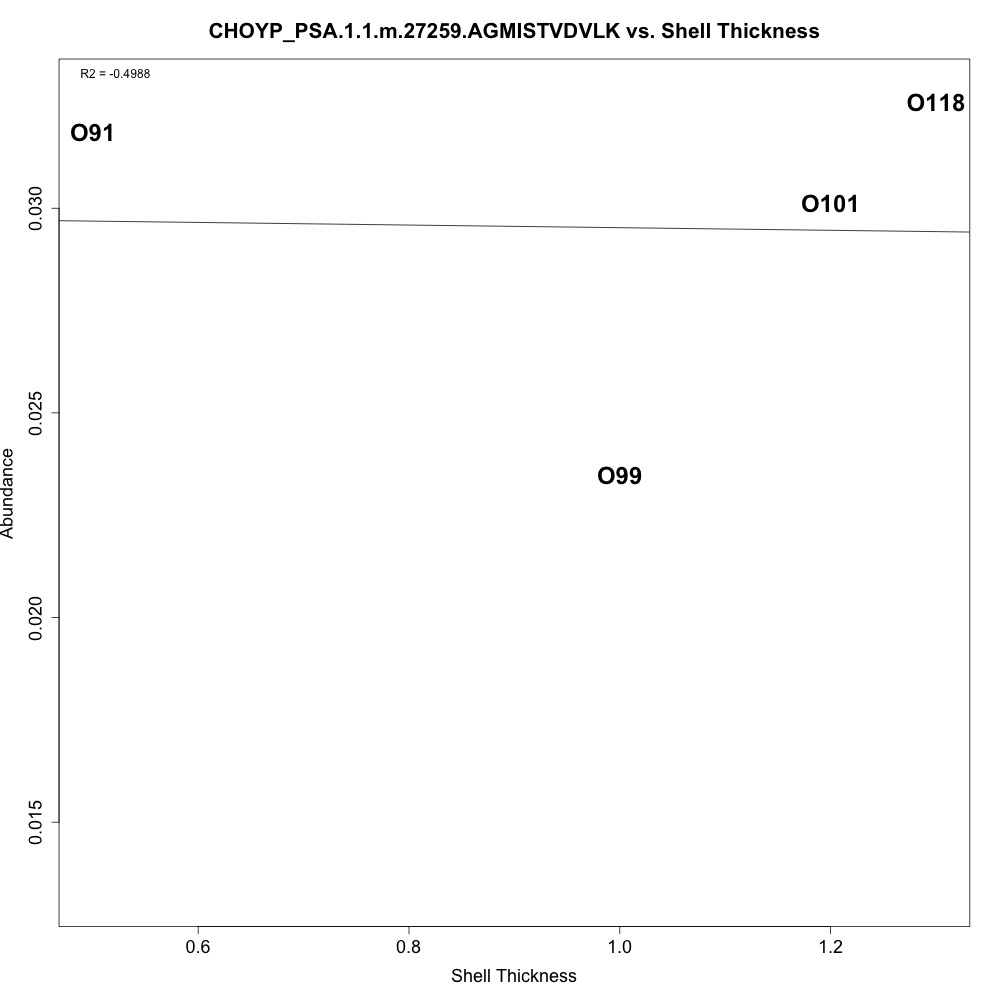 CHOYP_PSA.1.1.m.27259.AGMISTVDVLK vs. Shell Thickness
R2 = -0.4988
O118
O91
O101
O99
Abundance
0.030
0.025
0.020
0.015
0.6 0.8 1.0 1.2
Shell Thickness